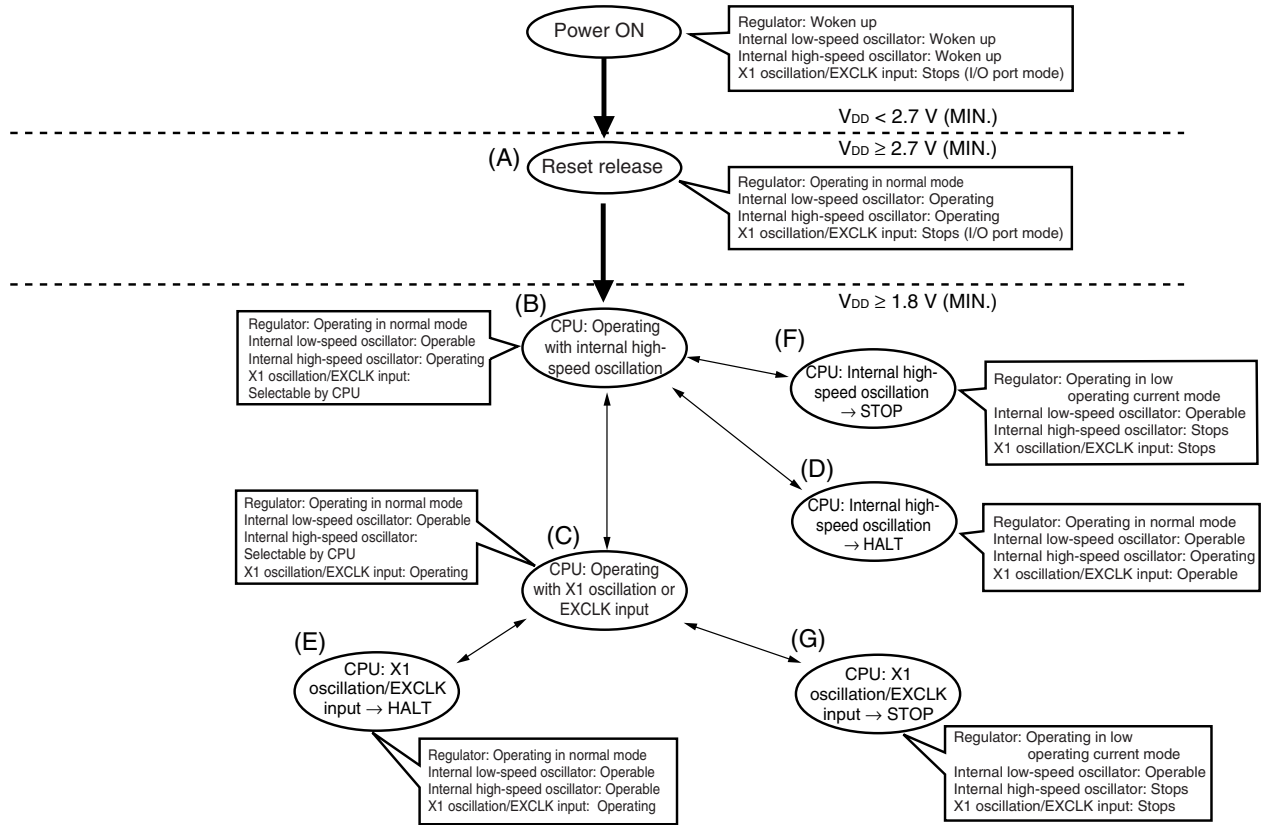 Power ON
Regulator: Woken up
Internal low-speed oscillator: Woken up
Internal high-speed oscillator: Woken up
X1 oscillation/EXCLK input: Stops (I/O port mode)
VDD < 2.7 V (MIN.)
VDD ≥ 2.7 V (MIN.)
(A)
Reset release
Regulator: Operating in normal mode
Internal low-speed oscillator: Operating
Internal high-speed oscillator: Operating
X1 oscillation/EXCLK input: Stops (I/O port mode)
VDD ≥ 1.8 V (MIN.)
(B)
CPU: Operating
with internal high-
speed oscillation
Regulator: Operating in normal mode
Internal low-speed oscillator: Operable
Internal high-speed oscillator: Operating
X1 oscillation/EXCLK input:
Selectable by CPU
(F)
CPU: Internal high-
speed oscillation
→ STOP
Regulator: Operating in low
operating current mode
Internal low-speed oscillator: Operable
Internal high-speed oscillator: Stops
X1 oscillation/EXCLK input: Stops
(D)
CPU: Internal high-
speed oscillation
→ HALT
Regulator: Operating in normal mode
Internal low-speed oscillator: Operable
Internal high-speed oscillator: Operating
X1 oscillation/EXCLK input: Operable
Regulator: Operating in normal mode
Internal low-speed oscillator: Operable
Internal high-speed oscillator:
Selectable by CPU
X1 oscillation/EXCLK input: Operating
(C)
CPU: Operating
with X1 oscillation or
EXCLK input
(E)
CPU: X1
oscillation/EXCLK
input → HALT
Regulator: Operating in normal mode
Internal low-speed oscillator: Operable
Internal high-speed oscillator: Operable
X1 oscillation/EXCLK input: Operating
(G)
CPU: X1
oscillation/EXCLK
input → STOP
Regulator: Operating in low
operating current mode
Internal low-speed oscillator: Operable
Internal high-speed oscillator: Stops
X1 oscillation/EXCLK input: Stops